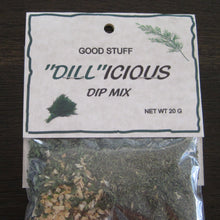 GOOD STUFF
"DILL"ICIOUS
DIP MIX
NET WT 20 G